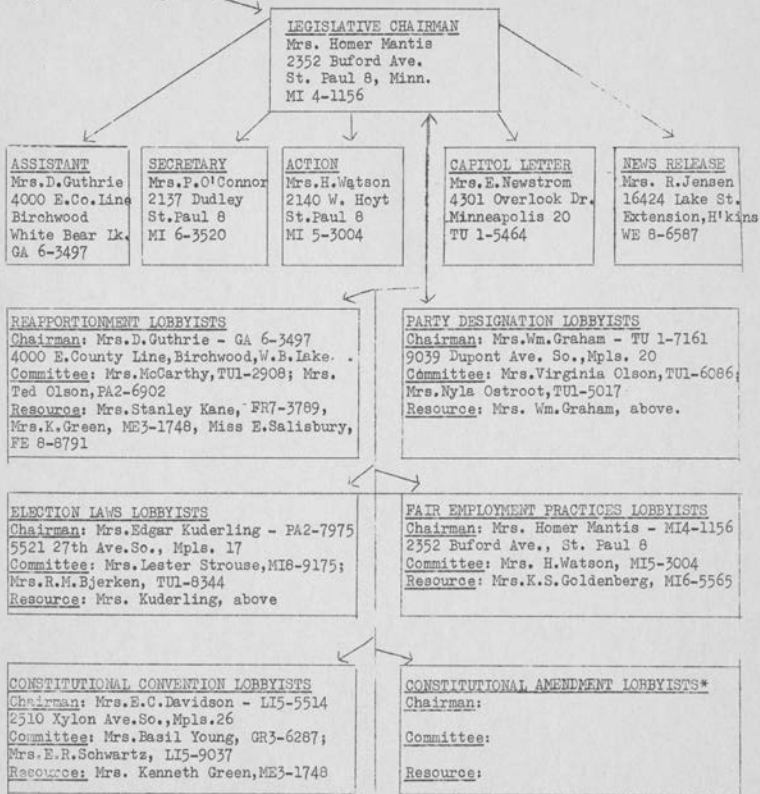 LEGISLATIVE CHAIRMAN
Mrs. Homer Mantis
2352 Buford Ave.
St. Paul 8, Minn.
MI 4-1156
ASSISTANT
Mrs.D.Guthrie
4000 E.Co.Line
Birchwood
White Bear Lk.
GA 6-3497
SECRETARY
Mrs.P.O'Connor
2137 Dudley
St.Paul 8
MI 6-3520
ACTION
Mrs.H.Watson
2140 W. Hoyt
St.Paul 8
MI 5-3004
CAPITOL LETTER
Mrs.E.Newstrom
4301 Overlook Dr.
Minneapolis 20
TU 1-5464
NEWS RELEASE
Mrs. R.Jensen
16424 Lake St.
Extension,H'kins
WE 8-6587
REAPPORTIONMENT LOBBYISTS
Chairman: Mrs.D.Guthrie - GA 6-3497
4000 E.County Line,Birchwood,W.B.Lake.
Committee: Mrs.McCarthy,TU1-2908; Mrs.
Ted Olson,PA2-6902
Resource: Mrs.Stanley Kane, FR7-3789,
Mrs.K.Green, ME3-1748, Miss E.Salisbury,
FE 8-8791
PARTY DESIGNATION LOBBYISTS
Chairman: Mrs.Wm.Graham - TU 1-7161
9039 Dupont Ave. So.,Mpls. 20
Committee: Mrs.Virginia Olson,TU1-6086;
Mrs.Nyla Ostroot,TU1-5017
Resource: Mrs. Wm.Graham, above.
ELECTION LAWS LOBBYISTS
Chairman: Mrs.Edgar Kuderling - PA2-7975
5521 27th Ave.So., Mpls. 17
Committee: Mrs.Lester Strouse,MI8-9175;
Mrs.R.M.Bjerken, TU1-8344
Resource: Mrs. Kuderling, above
FAIR EMPLOYMENT PRACTICES LOBBYISTS
Chairman: Mrs. Homer Mantis - MI4-1156
2352 Buford Ave., St. Paul 8
Committee: Mrs. H.Watson, MI5-3004
Resource: Mrs.K.S.Goldenberg, MI6-5565
CONSTITUTIONAL CONVENTION LOBBYISTS
Chairman: Mrs.E.C.Davidson - LI5-5514
2510 Xylon Ave.So.,Mpls.26
Committee: Mrs.Basil Young, GR3-6287;
Mrs.E.R.Schwartz, LI5-9037
Resource: Mrs. Kenneth Green,ME3-1748
CONSTITUTIONAL AMENDMENT LOBBYISTS*
Chairman:
Committee:
Resource: